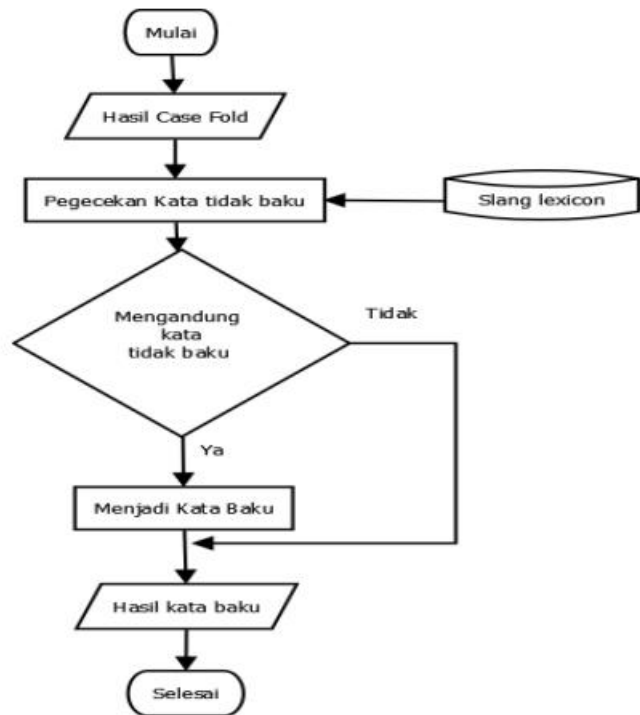 Mulai
Hasil Case Fold
Pegecekan Kata tidak baku
Slang lexicon
Mengandung
kata
tidak baku
Tidak
Ya
Menjadi Kata Baku
Hasil kata baku
Selesai